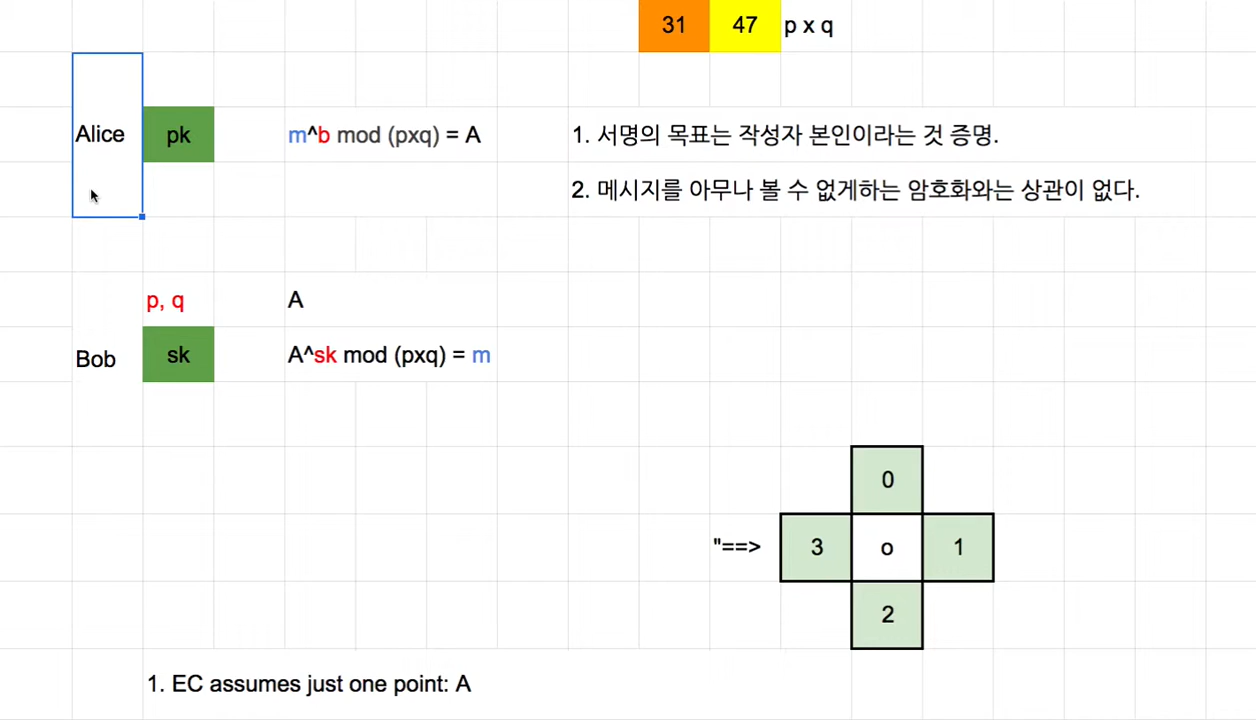 31 47 p x q
Alice pk m^b mod (pxq) = A 1. 서명의 목표는 작성자 본인이라는 것 증명.
2. 메시지를 아무나 볼 수 없게하는 암호화와는 상관이 없다.
p, q A
Bob sk A^sk mod (pxq) = m
0
"==> 3 o 1
2
1. EC assumes just one point: A